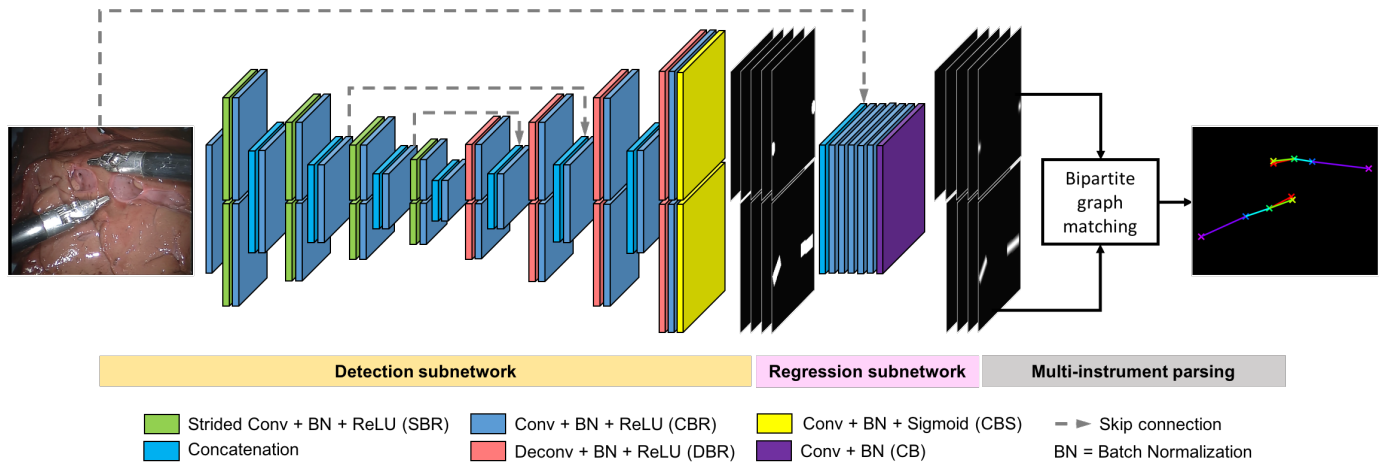 Bipartite
graph
matching
Detection subnetwork
Regression subnetwork
Multi-instrument parsing
Strided Conv + BN + ReLU (SBR)
Conv + BN + ReLU (CBR)
Conv + BN + Sigmoid (CBS)
Skip connection
Concatenation
Deconv + BN + ReLU (DBR)
Conv + BN (CB)
BN = Batch Normalization